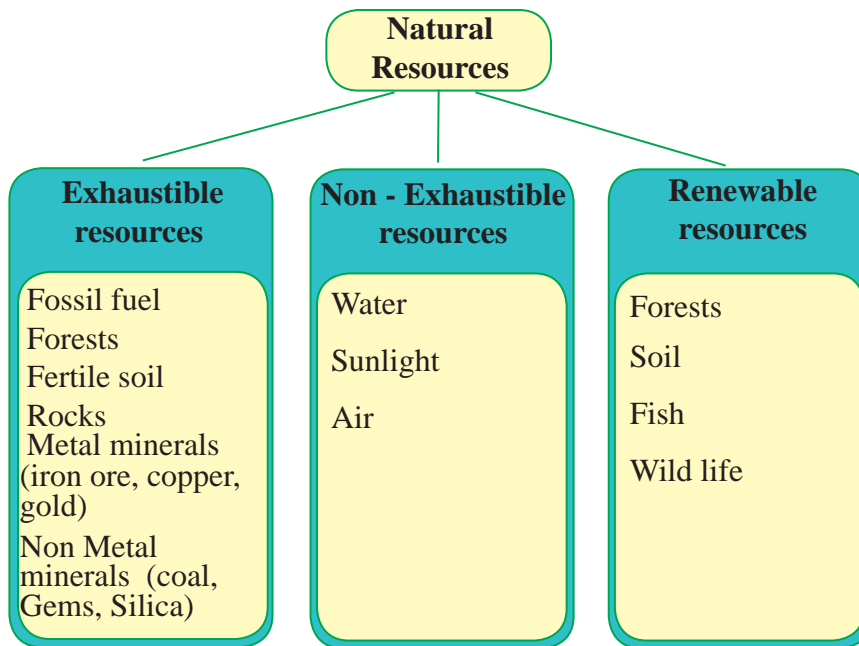 Natural
Resources
Exhaustible
resources
Fossil fuel
Forests
Fertile soil
Rocks
Metal minerals
(iron ore, copper,
gold)
Non Metal
minerals (coal,
Gems, Silica)
Non - Exhaustible
resources
Water
Sunlight
Air
Renewable
resources
Forests
Soil
Fish
Wild life